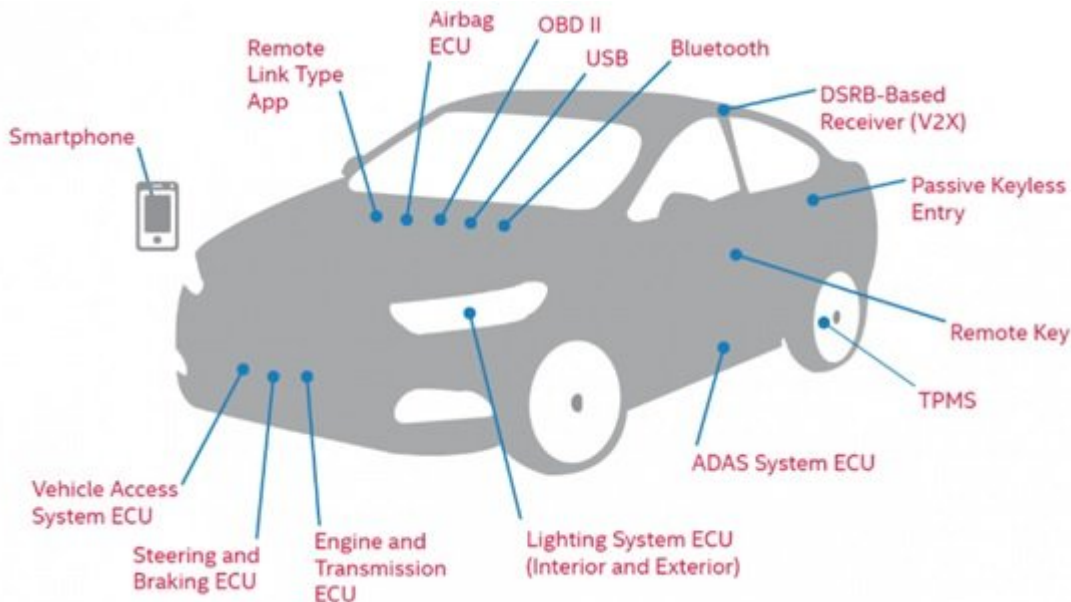 Airbag
ECU
OBD II
Remote
Link Type
App
USB
Bluetooth
DSRB-Based
Receiver (V2X)
Smartphone
Passive Keyless
Entry
Remote Key
TPMS
ADAS System ECU
Vehicle Access
System ECU
Steering and
Braking ECU
Engine and
Transmission
ECU
Lighting System ECU
(Interior and Exterior)